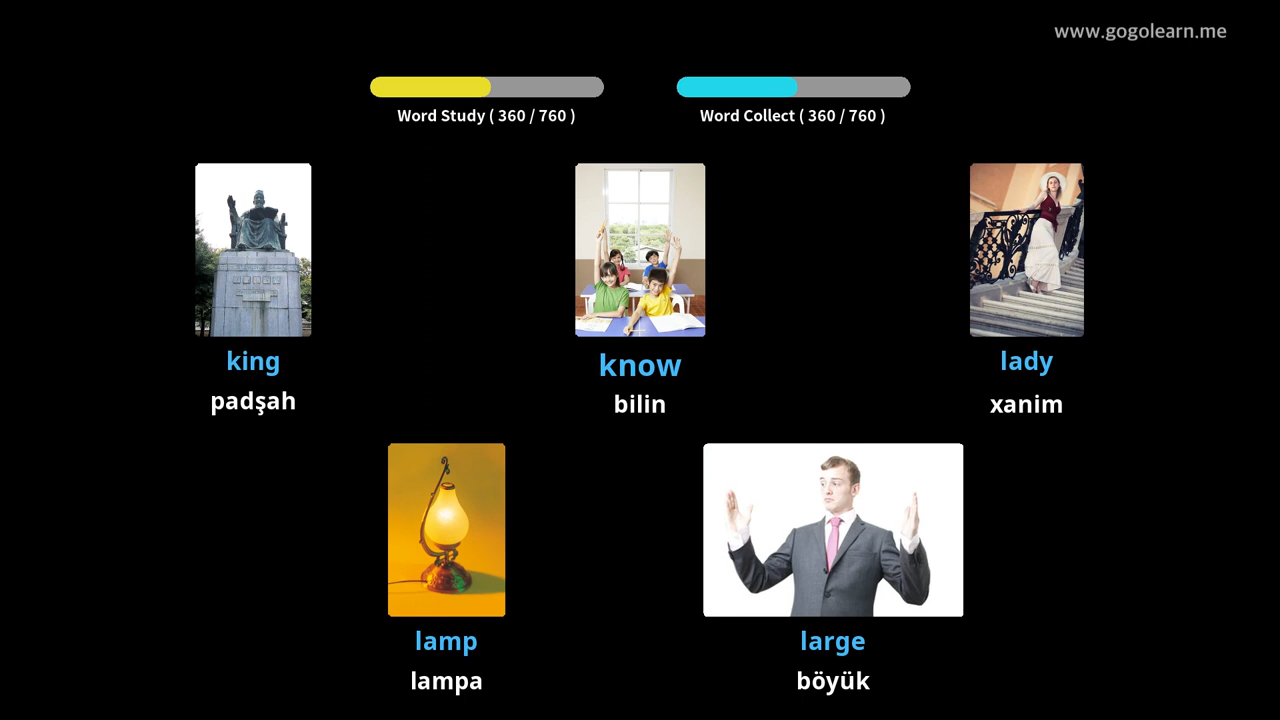 www.gogolearn.me
Word Study ( 360 / 760 )
Word Collect ( 360 / 760 )
king
know
lady
padşah
bilin
xanim
lamp
large
lampa
böyük